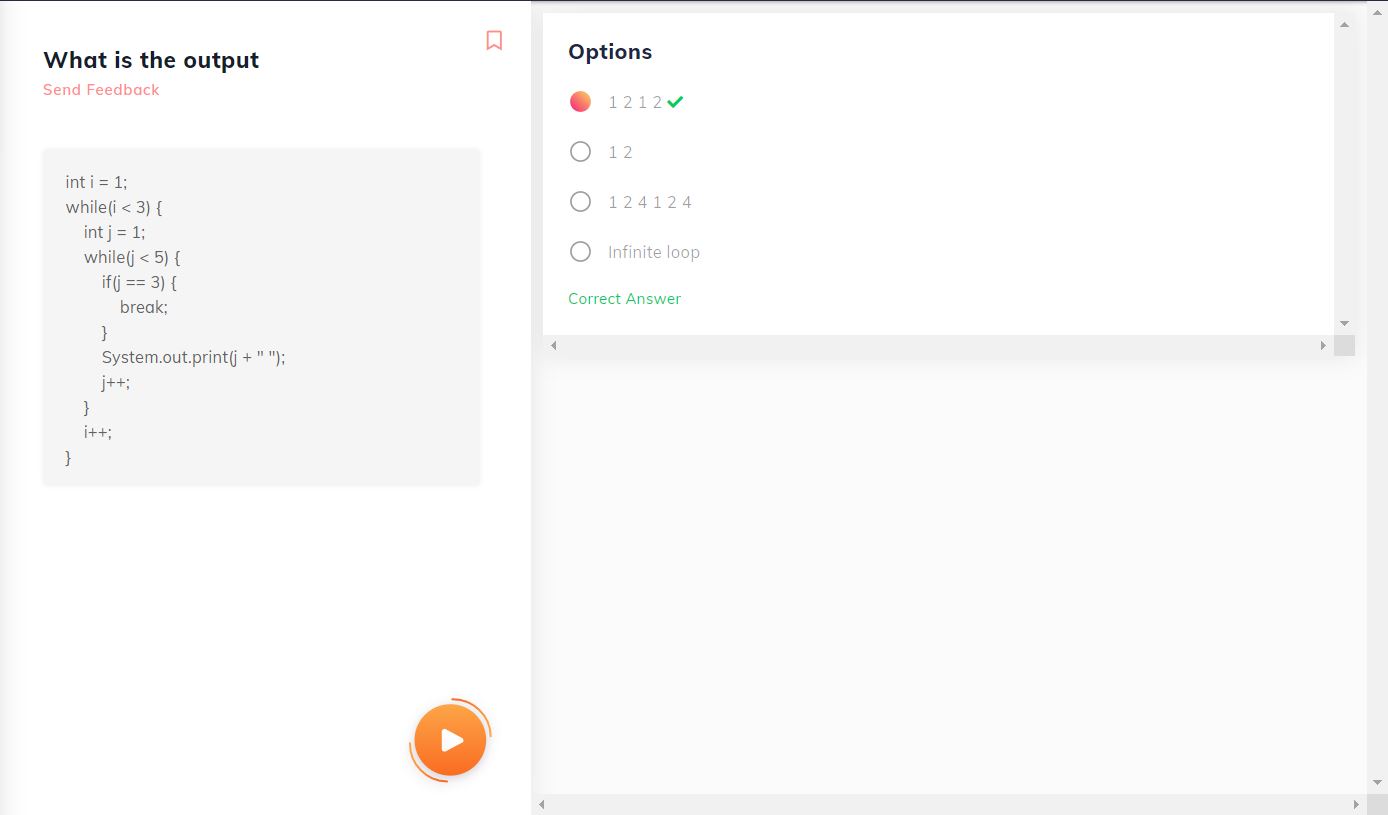 What is the output
Send Feedback
int i = 1;
while(i < 3) {
    int j = 1;
    while(j < 5) {
        if(j == 3) {
            break;
        }
        System.out.print(j + " ");
        j++;
    }
    i++;
}
Options
1 2 1 2
1 2
1 2 4 1 2 4
Infinite loop
Correct Answer